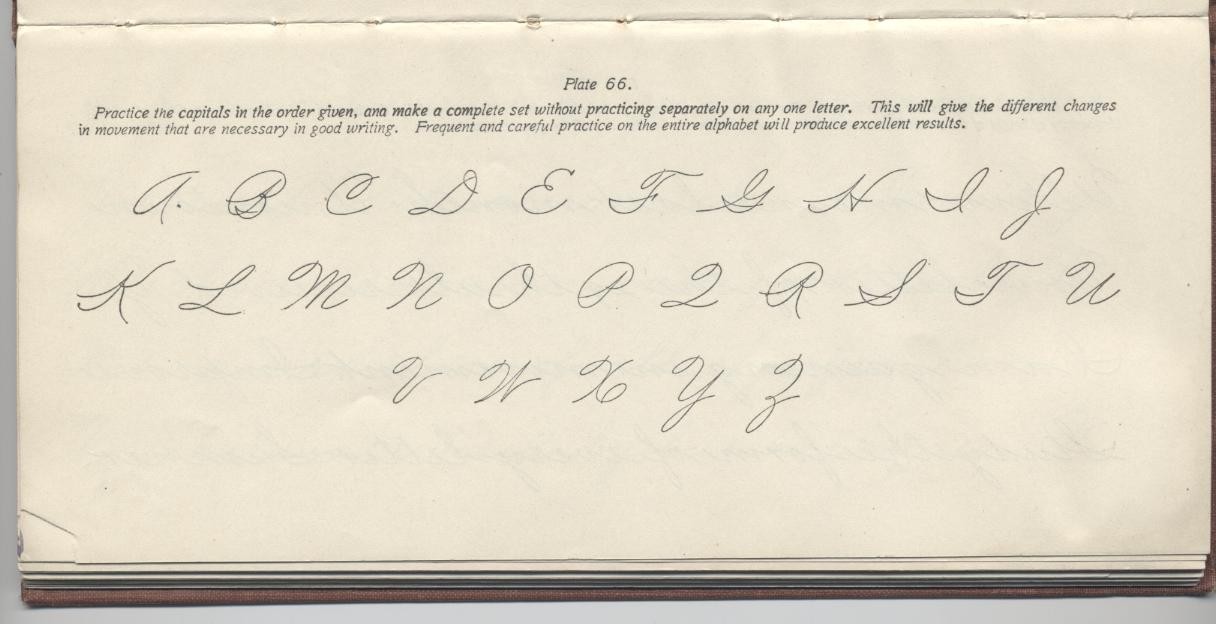 Plate 66.
Practice the capitals in the order given, ana make a complete set without practicing separately on any one letter. This will give the different changes
in movement that are necessary in good writing. Frequent and careful practice on the entire alphabet will produce excellent results.
A. B C D E F G H I J
K L M N O P Q R S T U
V W X Y Z